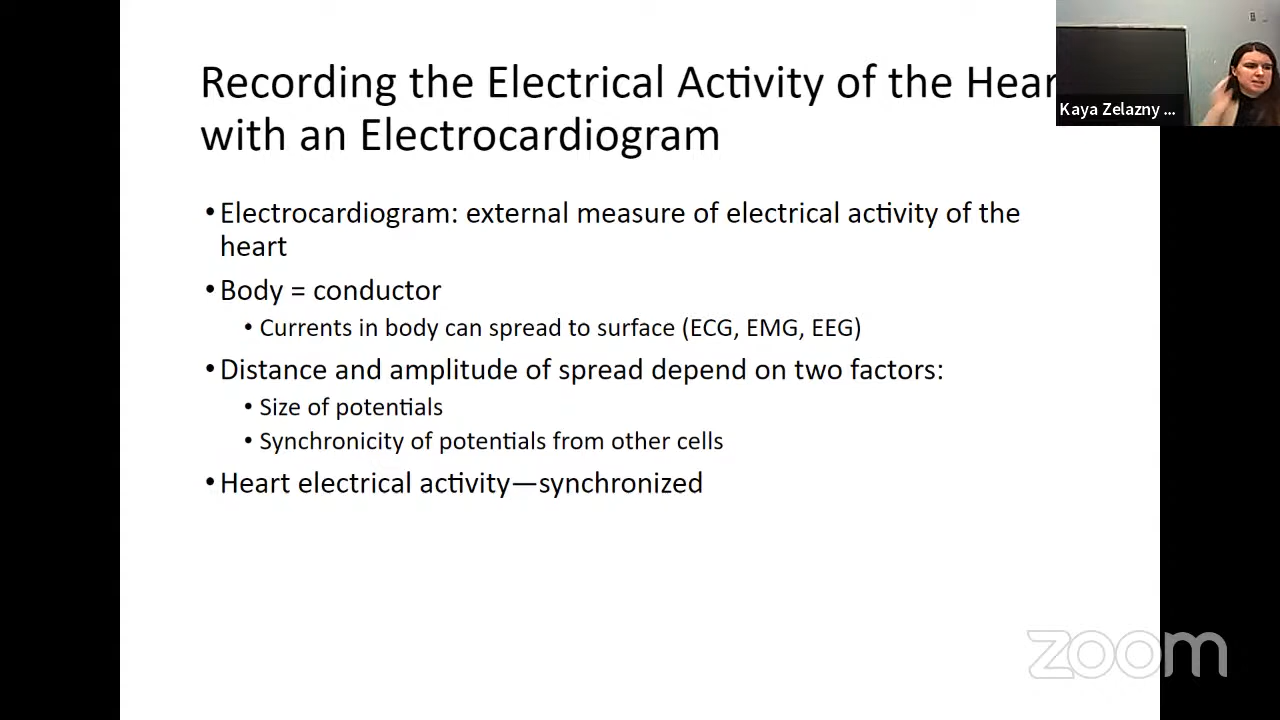 Recording the Electrical Activity of the Hear
with an Electrocardiogram
Kaya Zelazny ...
•Electrocardiogram: external measure of electrical activity of the
heart
•Body = conductor
• Currents in body can spread to surface (ECG, EMG, EEG)
•Distance and amplitude of spread depend on two factors:
• Size of potentials
• Synchronicity of potentials from other cells
•Heart electrical activity—synchronized
zoom